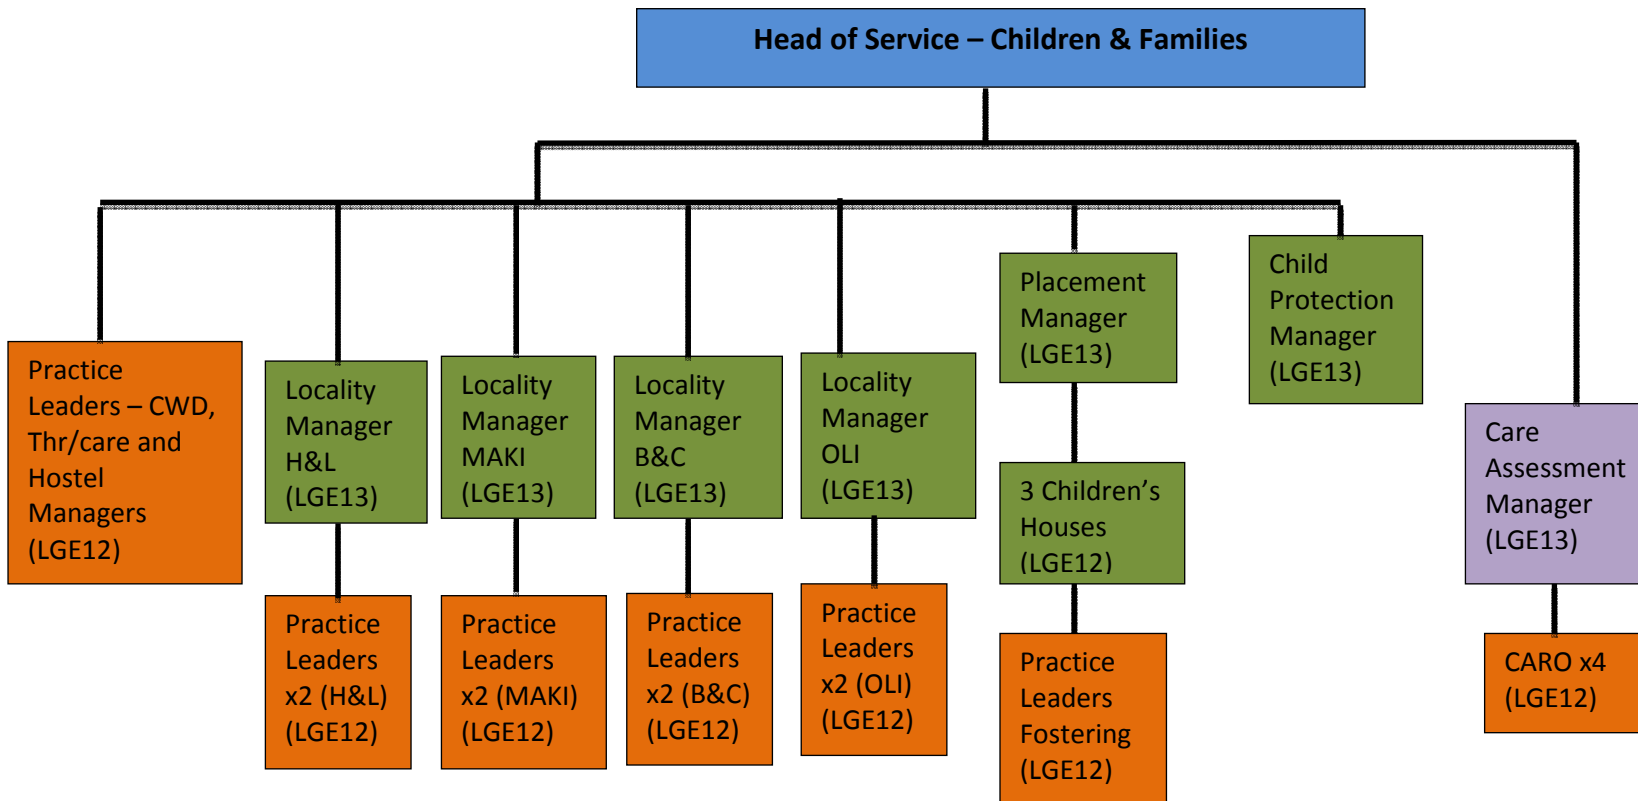 Head of Service – Children & Families
Practice
Leaders – CWD,
Thr/care and
Hostel
Managers
(LGE12)
Locality
Manager
H&L
(LGE13)
Locality
Manager
MAKI
(LGE13)
Locality
Manager
B&C
(LGE13)
Locality
Manager
OLI
(LGE13)
Placement
Manager
(LGE13)
Child
Protection
Manager
(LGE13)
Care
Assessment
Manager
(LGE13)
3 Children’s
Houses
(LGE12)
Practice
Leaders
x2 (H&L)
(LGE12)
Practice
Leaders
x2 (MAKI)
(LGE12)
Practice
Leaders
x2 (B&C)
(LGE12)
Practice
Leaders
x2 (OLI)
(LGE12)
Practice
Leaders
Fostering
(LGE12)
CARO x4
(LGE12)